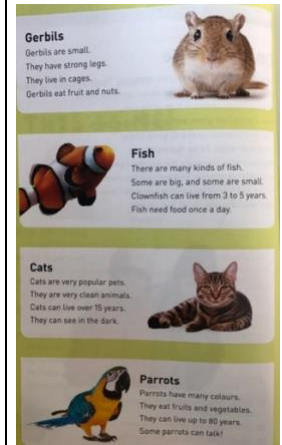 Gerbils
Gerbils are small.
They have strong legs.
They live in cages.
Gerbils eat fruit and nuts.
Fish
There are many kinds of fish.
Some are big, and some are small.
Clownfish can live from 3 to 5 years.
Fish need food once a day.
Cats
Cats are very popular pets.
They are very clean animals.
Cats can live over 15 years.
They can see in the dark.
Parrots
Parrots have many colours.
They eat fruits and vegetables.
They can live up to 80 years.
Some parrots can talk!